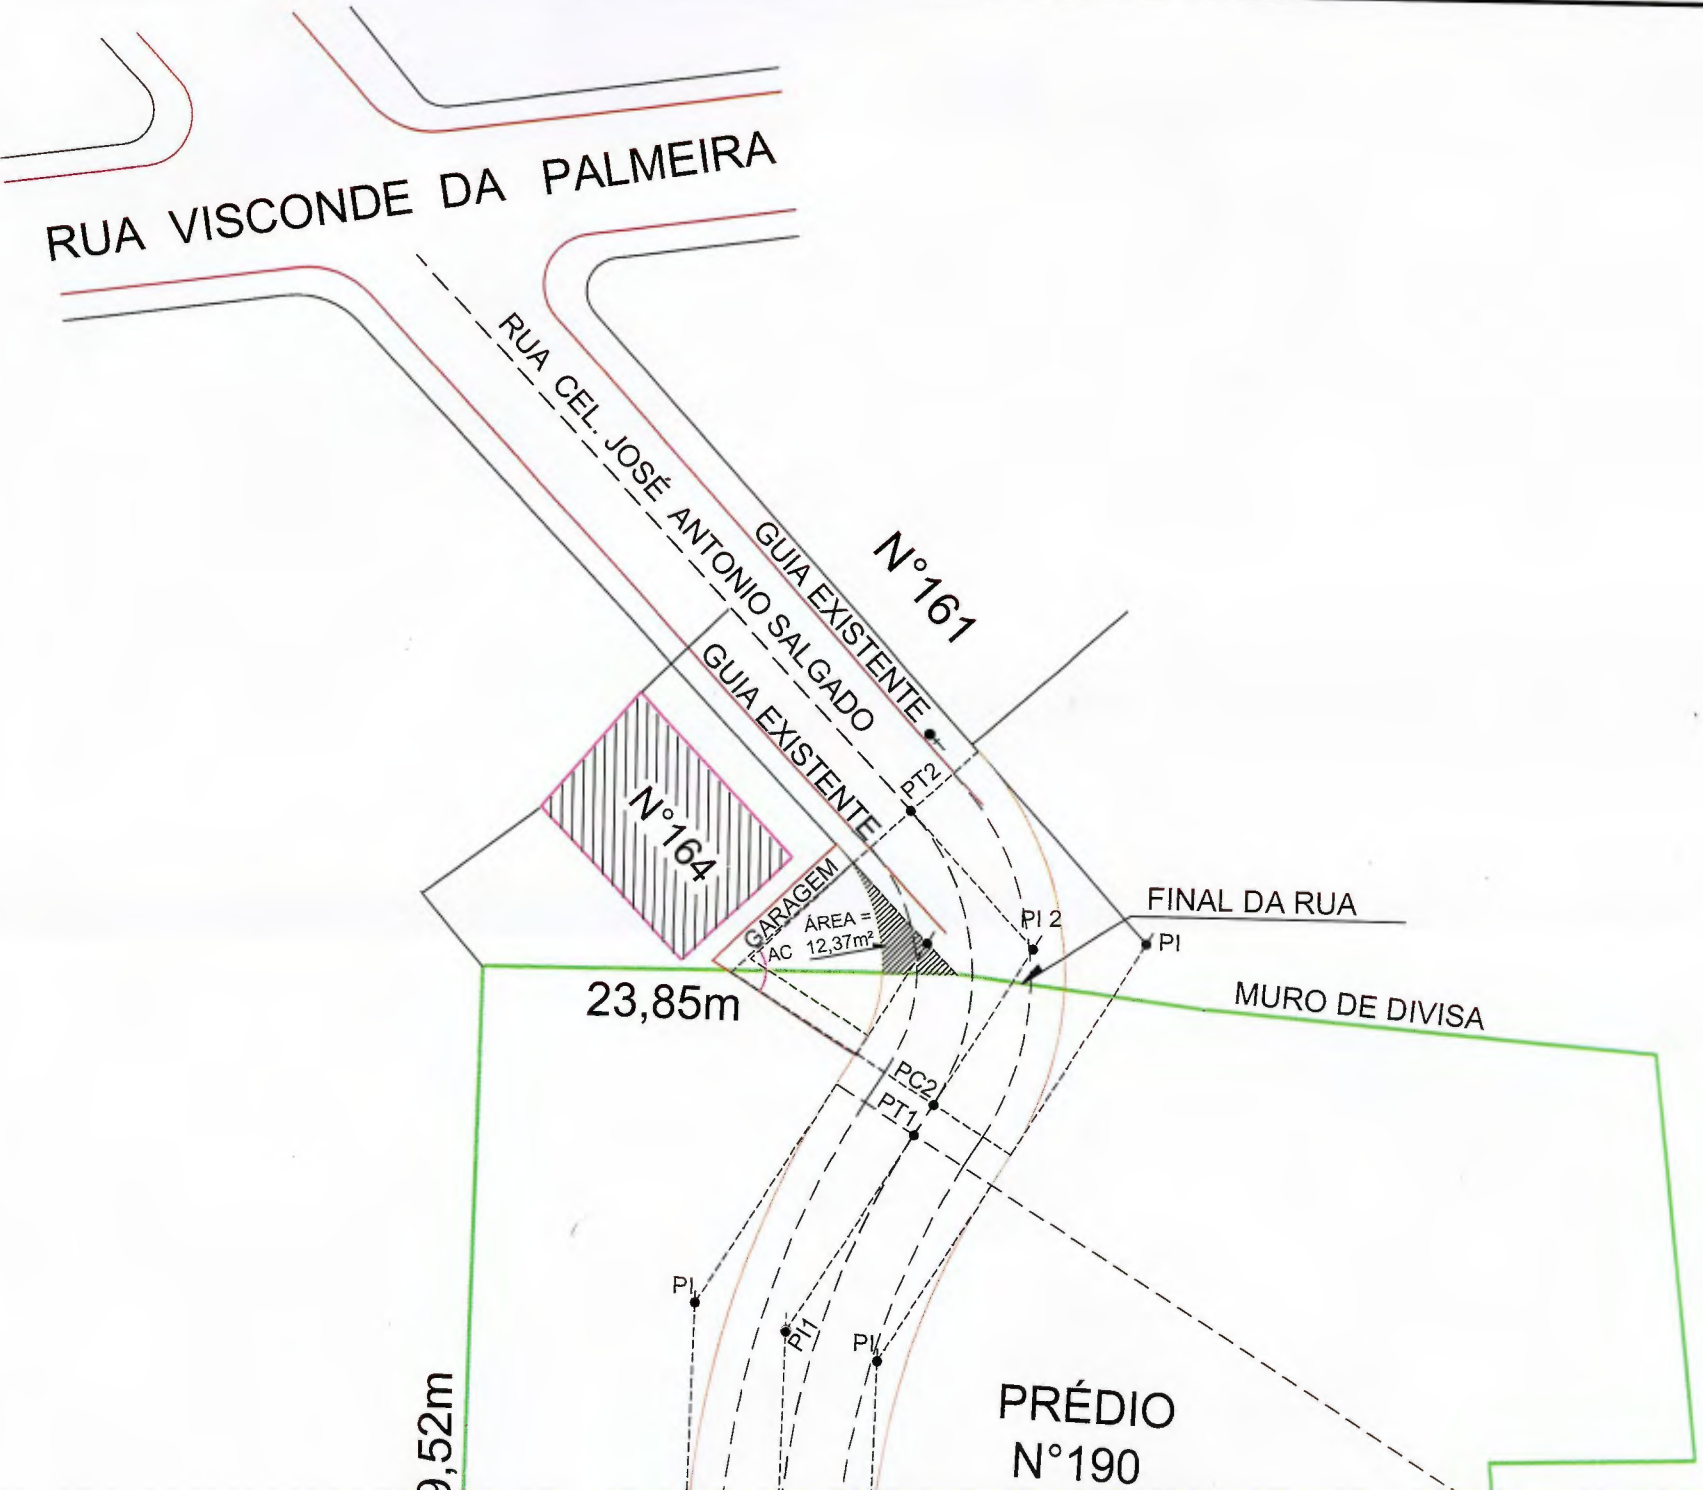 RUA VISCONDE DA PALMEIRA
RUA CEL. JOSÉ ANTONIO SALGADO
GUIA EXISTENTE
N°161
GUIA EXISTENTE
PT2
N°164
GARAGEM
ÁREA =
12,37m²
AC
PI 2
FINAL DA RUA
PI
MURO DE DIVISA
23,85m
PC2
PT1
PI
PI1
PI
PRÉDIO
N°190
9,52m